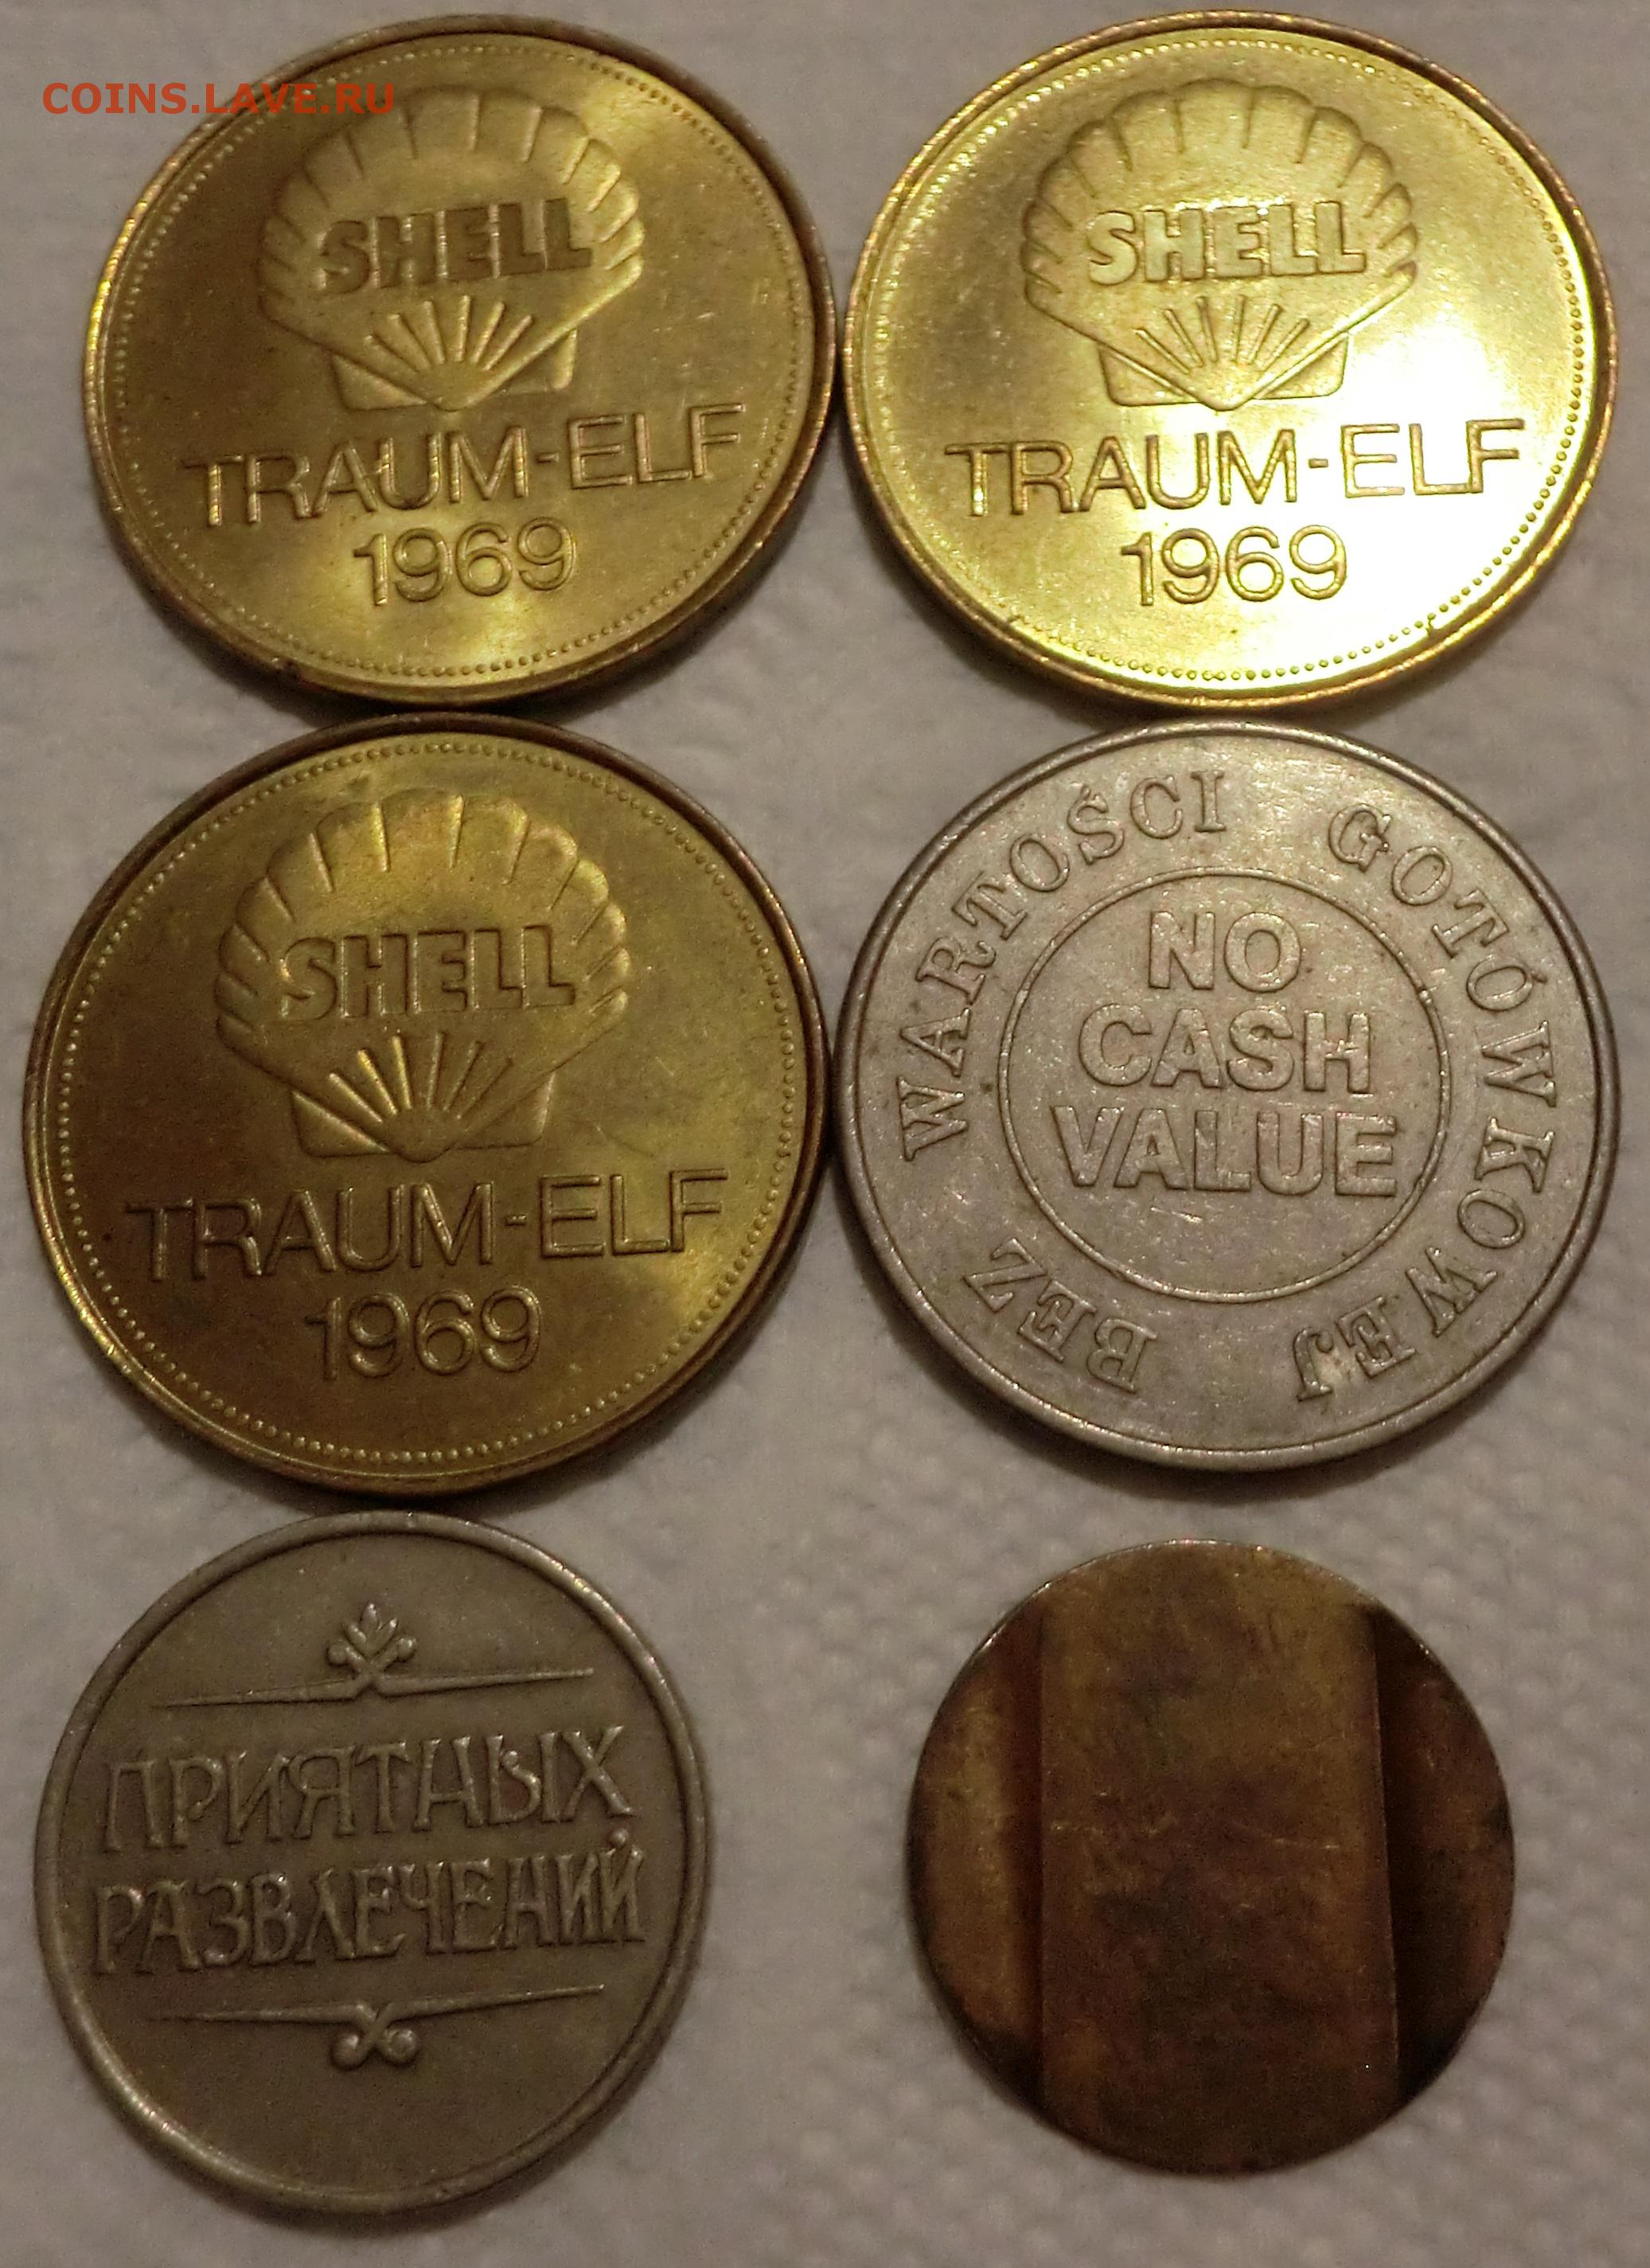 COINS.LAVE.RU
SHELL
TRAUM-ELF
1969
SHELL
TRAUM-ELF
1969
SHELL
TRAUM-ELF
1969
BEZ WARTOŚCI GOTÓWKOWEJ
NO
CASH
VALUE
ПРИЯТНЫХ
РАЗВЛЕЧЕНИЙ